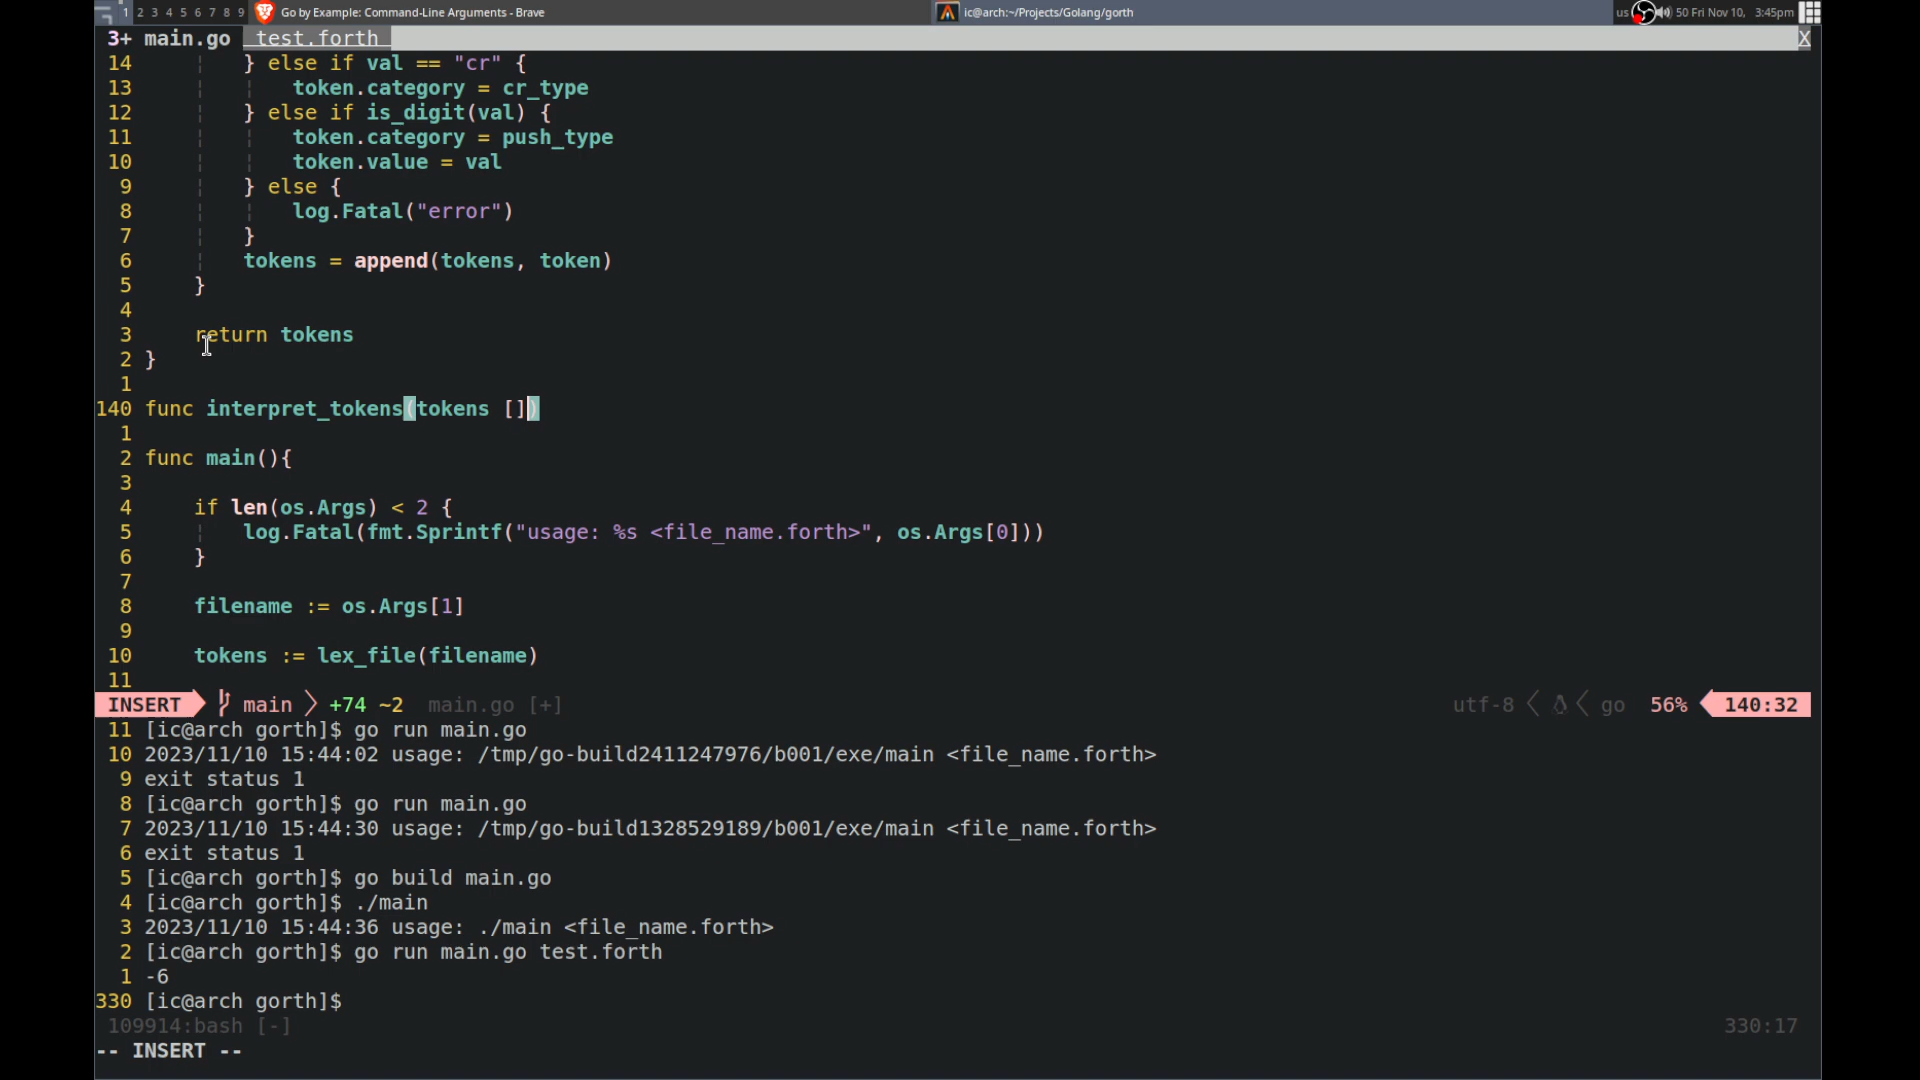 1 2 3 4 5 6 7 8 9 Go by Example: Command-Line Arguments - Brave ic@arch:~/Projects/Golang/gorth us 50 Fri Nov 10, 3:45pm
3+ main.go test.forth X
14 } else if val == "cr" {
13 token.category = cr_type
12 } else if is_digit(val) {
11 token.category = push_type
10 token.value = val
9 } else {
8 log.Fatal("error")
7 }
6 tokens = append(tokens, token)
5 }
4
3 return tokens
2 }
1
140 func interpret_tokens(tokens [])
1
2 func main(){
3
4 if len(os.Args) < 2 {
5 log.Fatal(fmt.Sprintf("usage: %s <file_name.forth>", os.Args[0]))
6 }
7
8 filename := os.Args[1]
9
10 tokens := lex_file(filename)
11
INSERT main +74 ~2 main.go [+] utf-8 go 56% 140:32
11 [ic@arch gorth]$ go run main.go
10 2023/11/10 15:44:02 usage: /tmp/go-build2411247976/b001/exe/main <file_name.forth>
9 exit status 1
8 [ic@arch gorth]$ go run main.go
7 2023/11/10 15:44:30 usage: /tmp/go-build1328529189/b001/exe/main <file_name.forth>
6 exit status 1
5 [ic@arch gorth]$ go build main.go
4 [ic@arch gorth]$ ./main
3 2023/11/10 15:44:36 usage: ./main <file_name.forth>
2 [ic@arch gorth]$ go run main.go test.forth
1 -6
330 [ic@arch gorth]$
109914:bash [-] 330:17
-- INSERT --